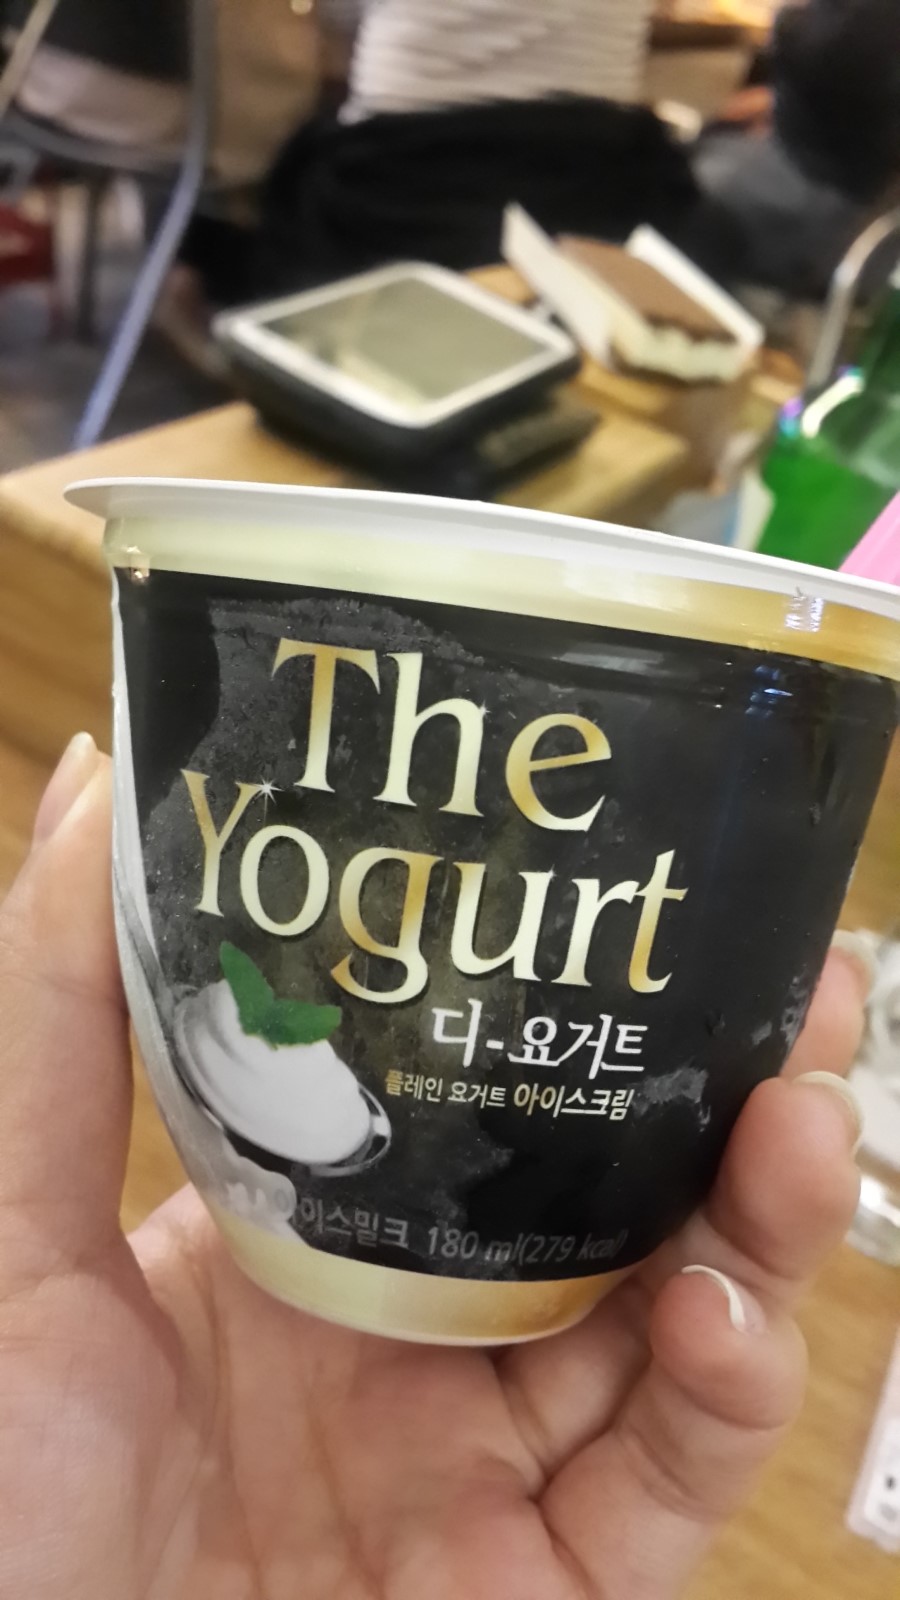 The
Yogurt
디-요거트
플레인 요거트 아이스크림
아이스밀크 180 ml(279 kcal)